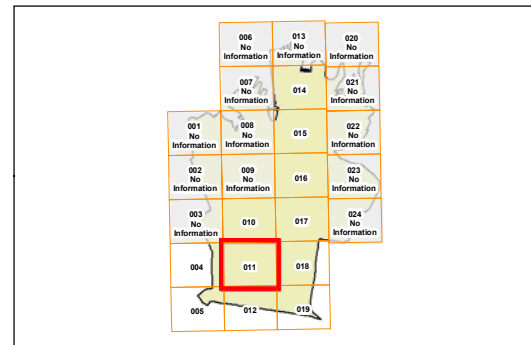 006
No
Information
013
No
Information
020
No
Information
007
No
Information
014
021
No
Information
001
No
Information
008
No
Information
015
022
No
Information
002
No
Information
009
No
Information
016
023
No
Information
003
No
Information
010
017
024
No
Information
004
011
018
005
012
019